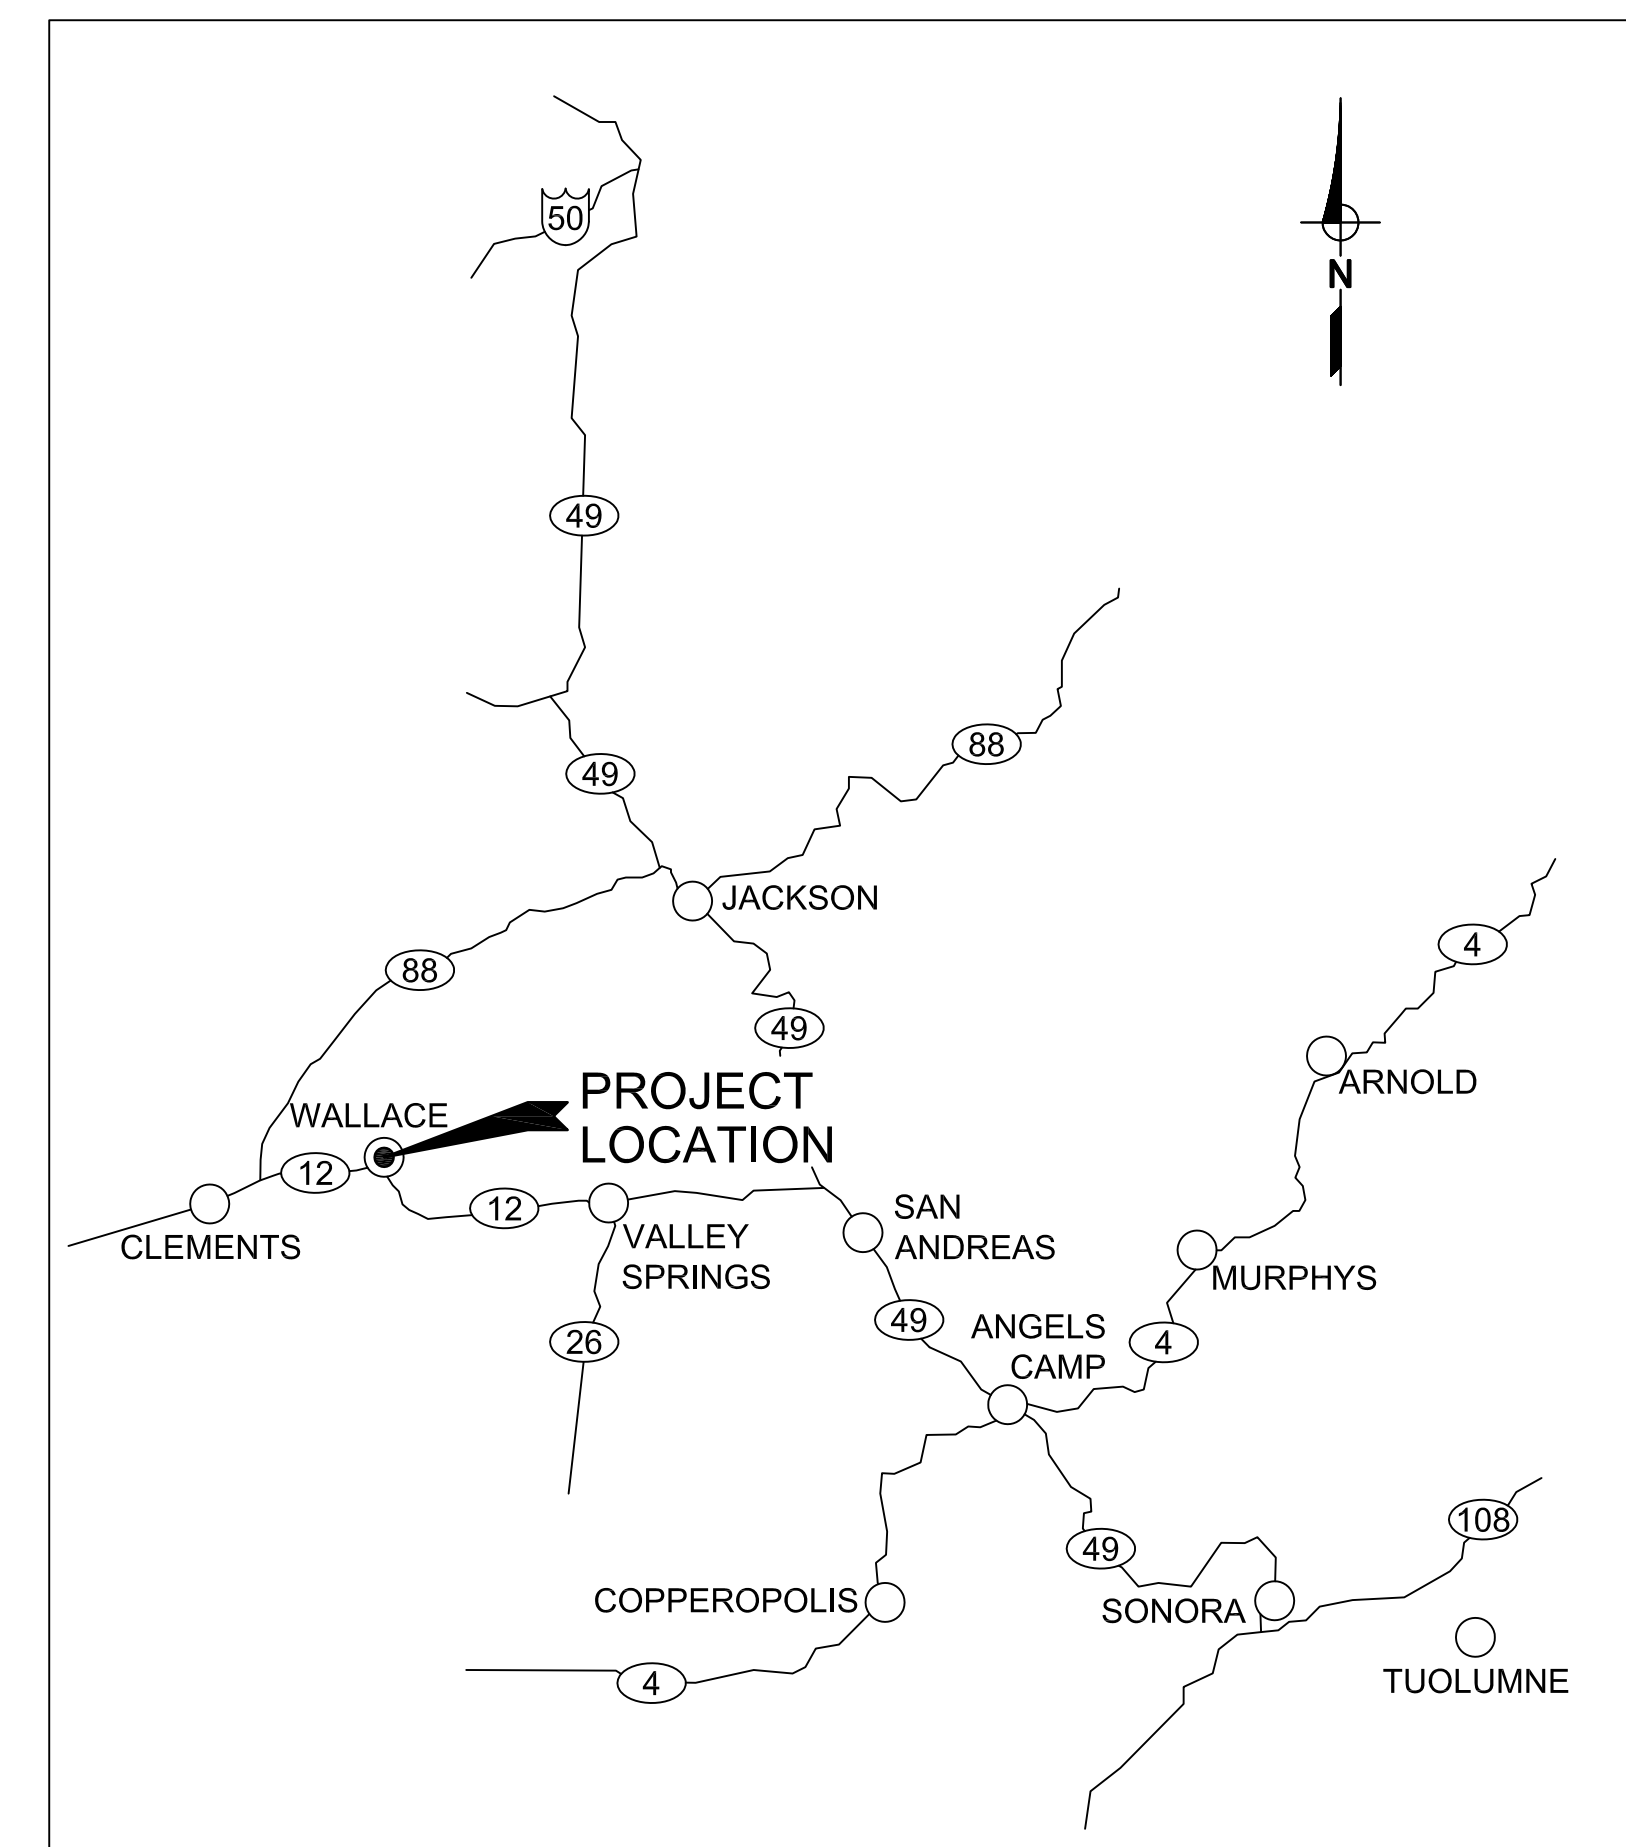 50
N
49
88
49
JACKSON
4
88
49
ARNOLD
PROJECT
LOCATION
WALLACE
12
12
CLEMENTS
VALLEY
SPRINGS
SAN
ANDREAS
MURPHYS
49
ANGELS
CAMP
4
26
108
49
COPPEROPOLIS
SONORA
4
TUOLUMNE